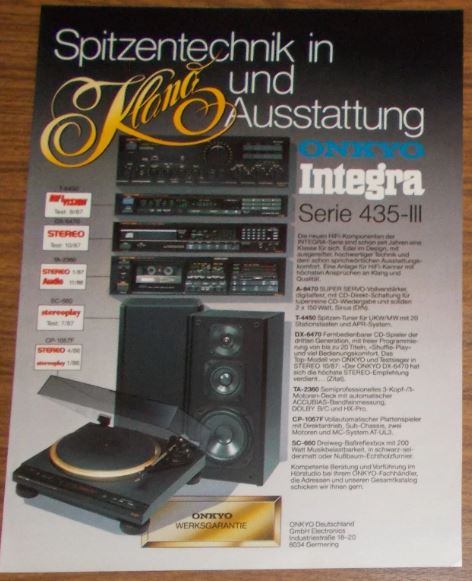 Spitzentechnik in
Klang und
Ausstattung
ONKYO
Integra
Serie 435-III
T-4450
HiFi VISION
Test: 9/87
DX-6470
STEREO
Test: 10/87
TA-2360
STEREO 1/87
Audio 11/86
SC-660
stereoplay
Test: 7/87
CP-1057F
STEREO 4/86
stereoplay 1/86
Die neuen HiFi-Komponenten der
INTEGRA-Serie sind schon seit Jahren eine
Klasse für sich. Edel im Design, mit
ausgereifter, hochwertiger Technik und
dem schon sprichwörtlichen Ausstattungs-
komfort. Eine Anlage für HiFi-Kenner mit
höchsten Ansprüchen an Klang und
Qualität.
A-8470 SUPER SERVO-Vollverstärker,
digitalfest, mit CD-Direkt-Schaltung für
lupenreine CD-Wiedergabe und soliden
2 x 150 Watt, Sinus (DIN).
T-4450 Spitzen-Tuner für UKW/MW mit 20
Stationstasten und APR-System.
DX-6470 Fernbedienbarer CD-Spieler der
dritten Generation, mit freier Programmie-
rung von bis zu 20 Titeln, »Shuffle-Play«
und viel Bedienungskomfort. Das
Top-Modell von ONKYO und Testsieger in
STEREO 10/87: »Der ONKYO DX-6470 hat
sich die höchste STEREO-Empfehlung
verdient ... (Zitat).
TA-2360 Semiprofessionelles 3-Kopf-/3-
Motoren-Deck mit automatischer
ACCUBIAS-Bandeinmessung,
DOLBY B/C und HX-Pro.
CP-1057F Vollautomatischer Plattenspieler
mit Direktantrieb, Sub-Chassis, zwei
Motoren und MC-System AT-UL3.
SC-660 Dreiweg-Baßreflexbox mit 200
Watt Musikbelastbarkeit, in schwarz-sei-
denmatt oder Nußbaum-Echtholzfurnier.
Kompetente Beratung und Vorführung im
Hörstudio bei Ihrem ONKYO-Fachhändler,
die Adressen und unseren Gesamtkatalog
schicken wir Ihnen gern.
ONKYO
WERKSGARANTIE
ONKYO Deutschland
GmbH Electronics
Industriestraße 18-20
8034 Germering